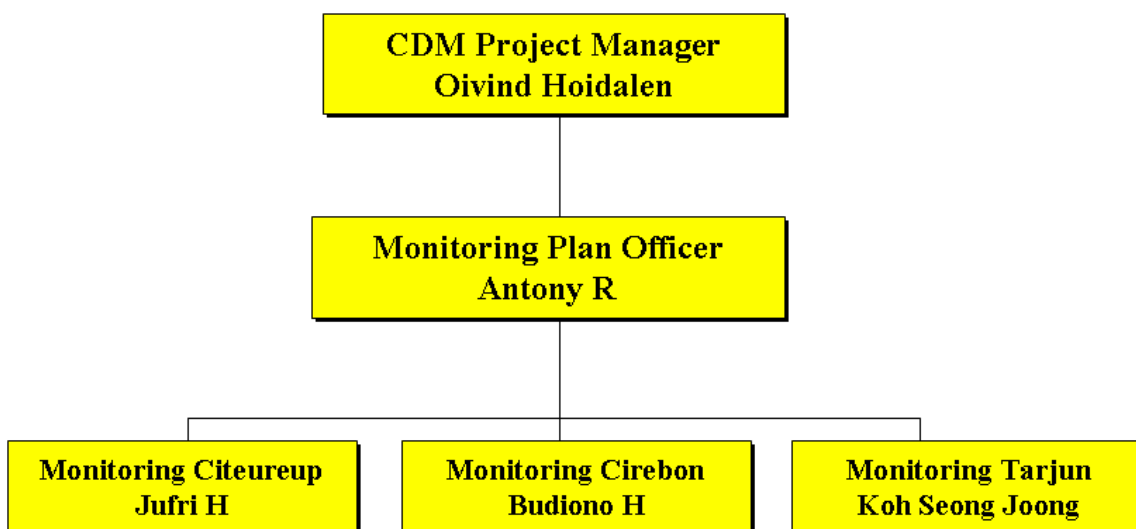 CDM Project Manager
Oivind Hoidalen
Monitoring Plan Officer
Antony R
Monitoring Citeureup
Jufri H
Monitoring Cirebon
Budiono H
Monitoring Tarjun
Koh Seong Joong